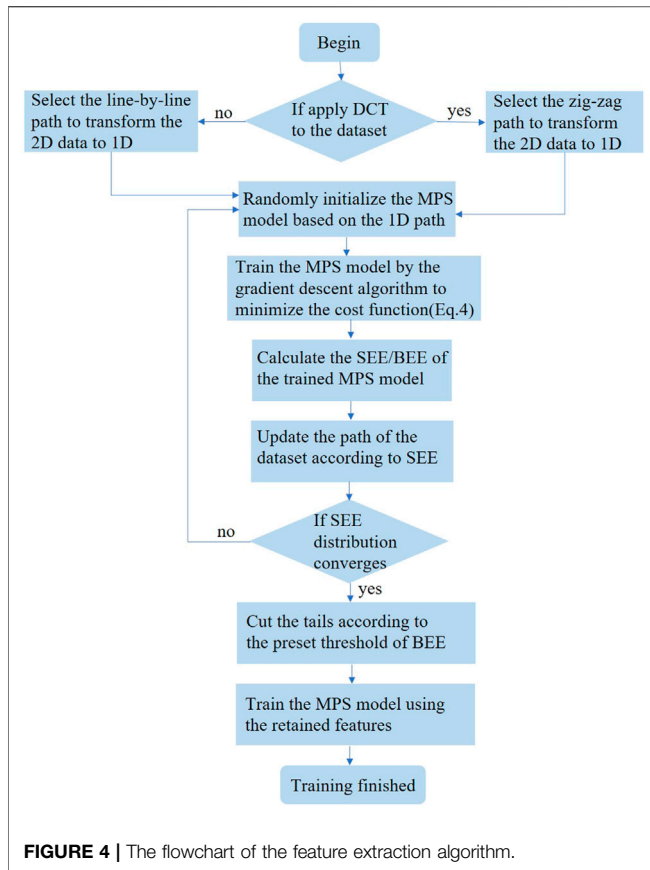 Begin
If apply DCT
to the dataset
no
yes
Select the line-by-line
path to transform the
2D data to 1D
Select the zig-zag
path to transform
the 2D data to 1D
Randomly initialize the MPS
model based on the 1D path
Train the MPS model by the
gradient descent algorithm to
minimize the cost function(Eq.4)
Calculate the SEE/BEE of
the trained MPS model
Update the path of the
dataset according to SEE
If SEE
distribution
converges
no
yes
Cut the tails according to
the preset threshold of BEE
Train the MPS model using
the retained features
Training finished
FIGURE 4 | The flowchart of the feature extraction algorithm.